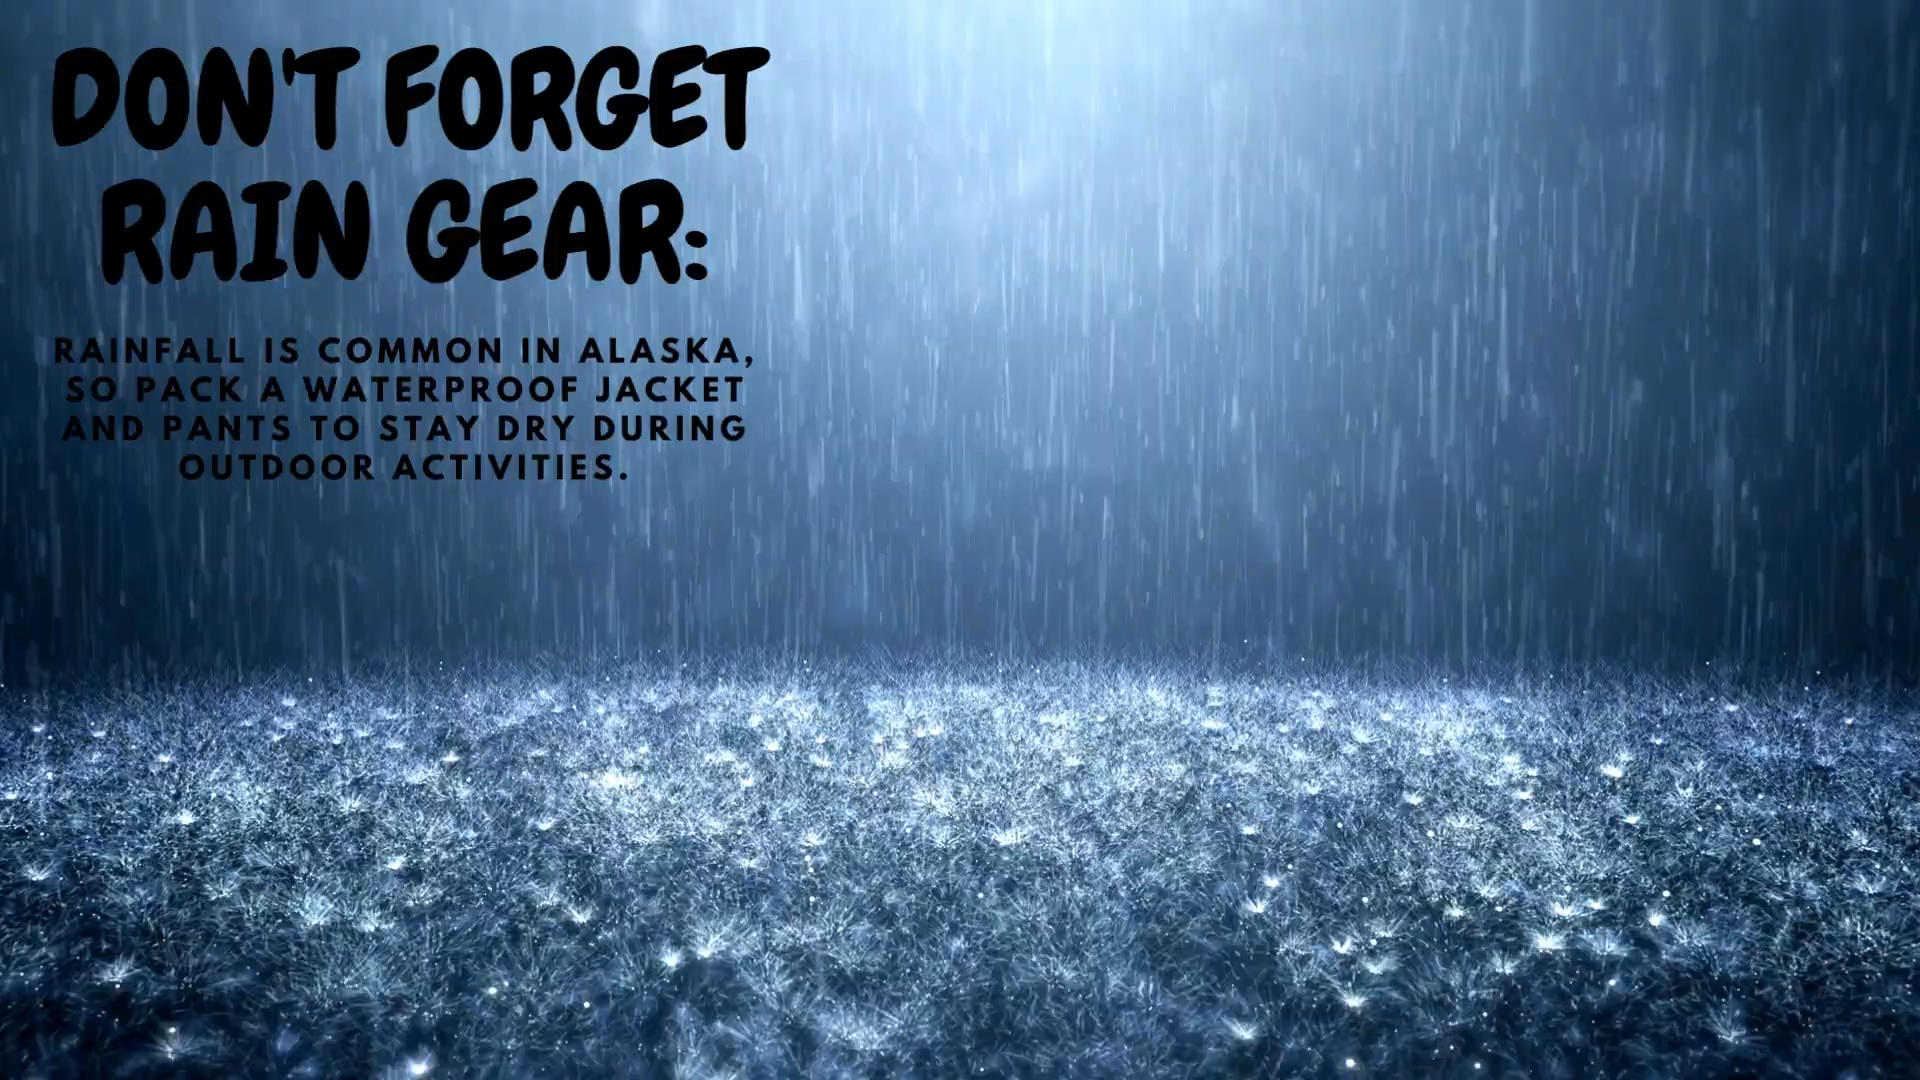 DON'T FORGET
RAIN GEAR:
RAINFALL IS COMMON IN ALASKA,
SO PACK A WATERPROOF JACKET
AND PANTS TO STAY DRY DURING
OUTDOOR ACTIVITIES.